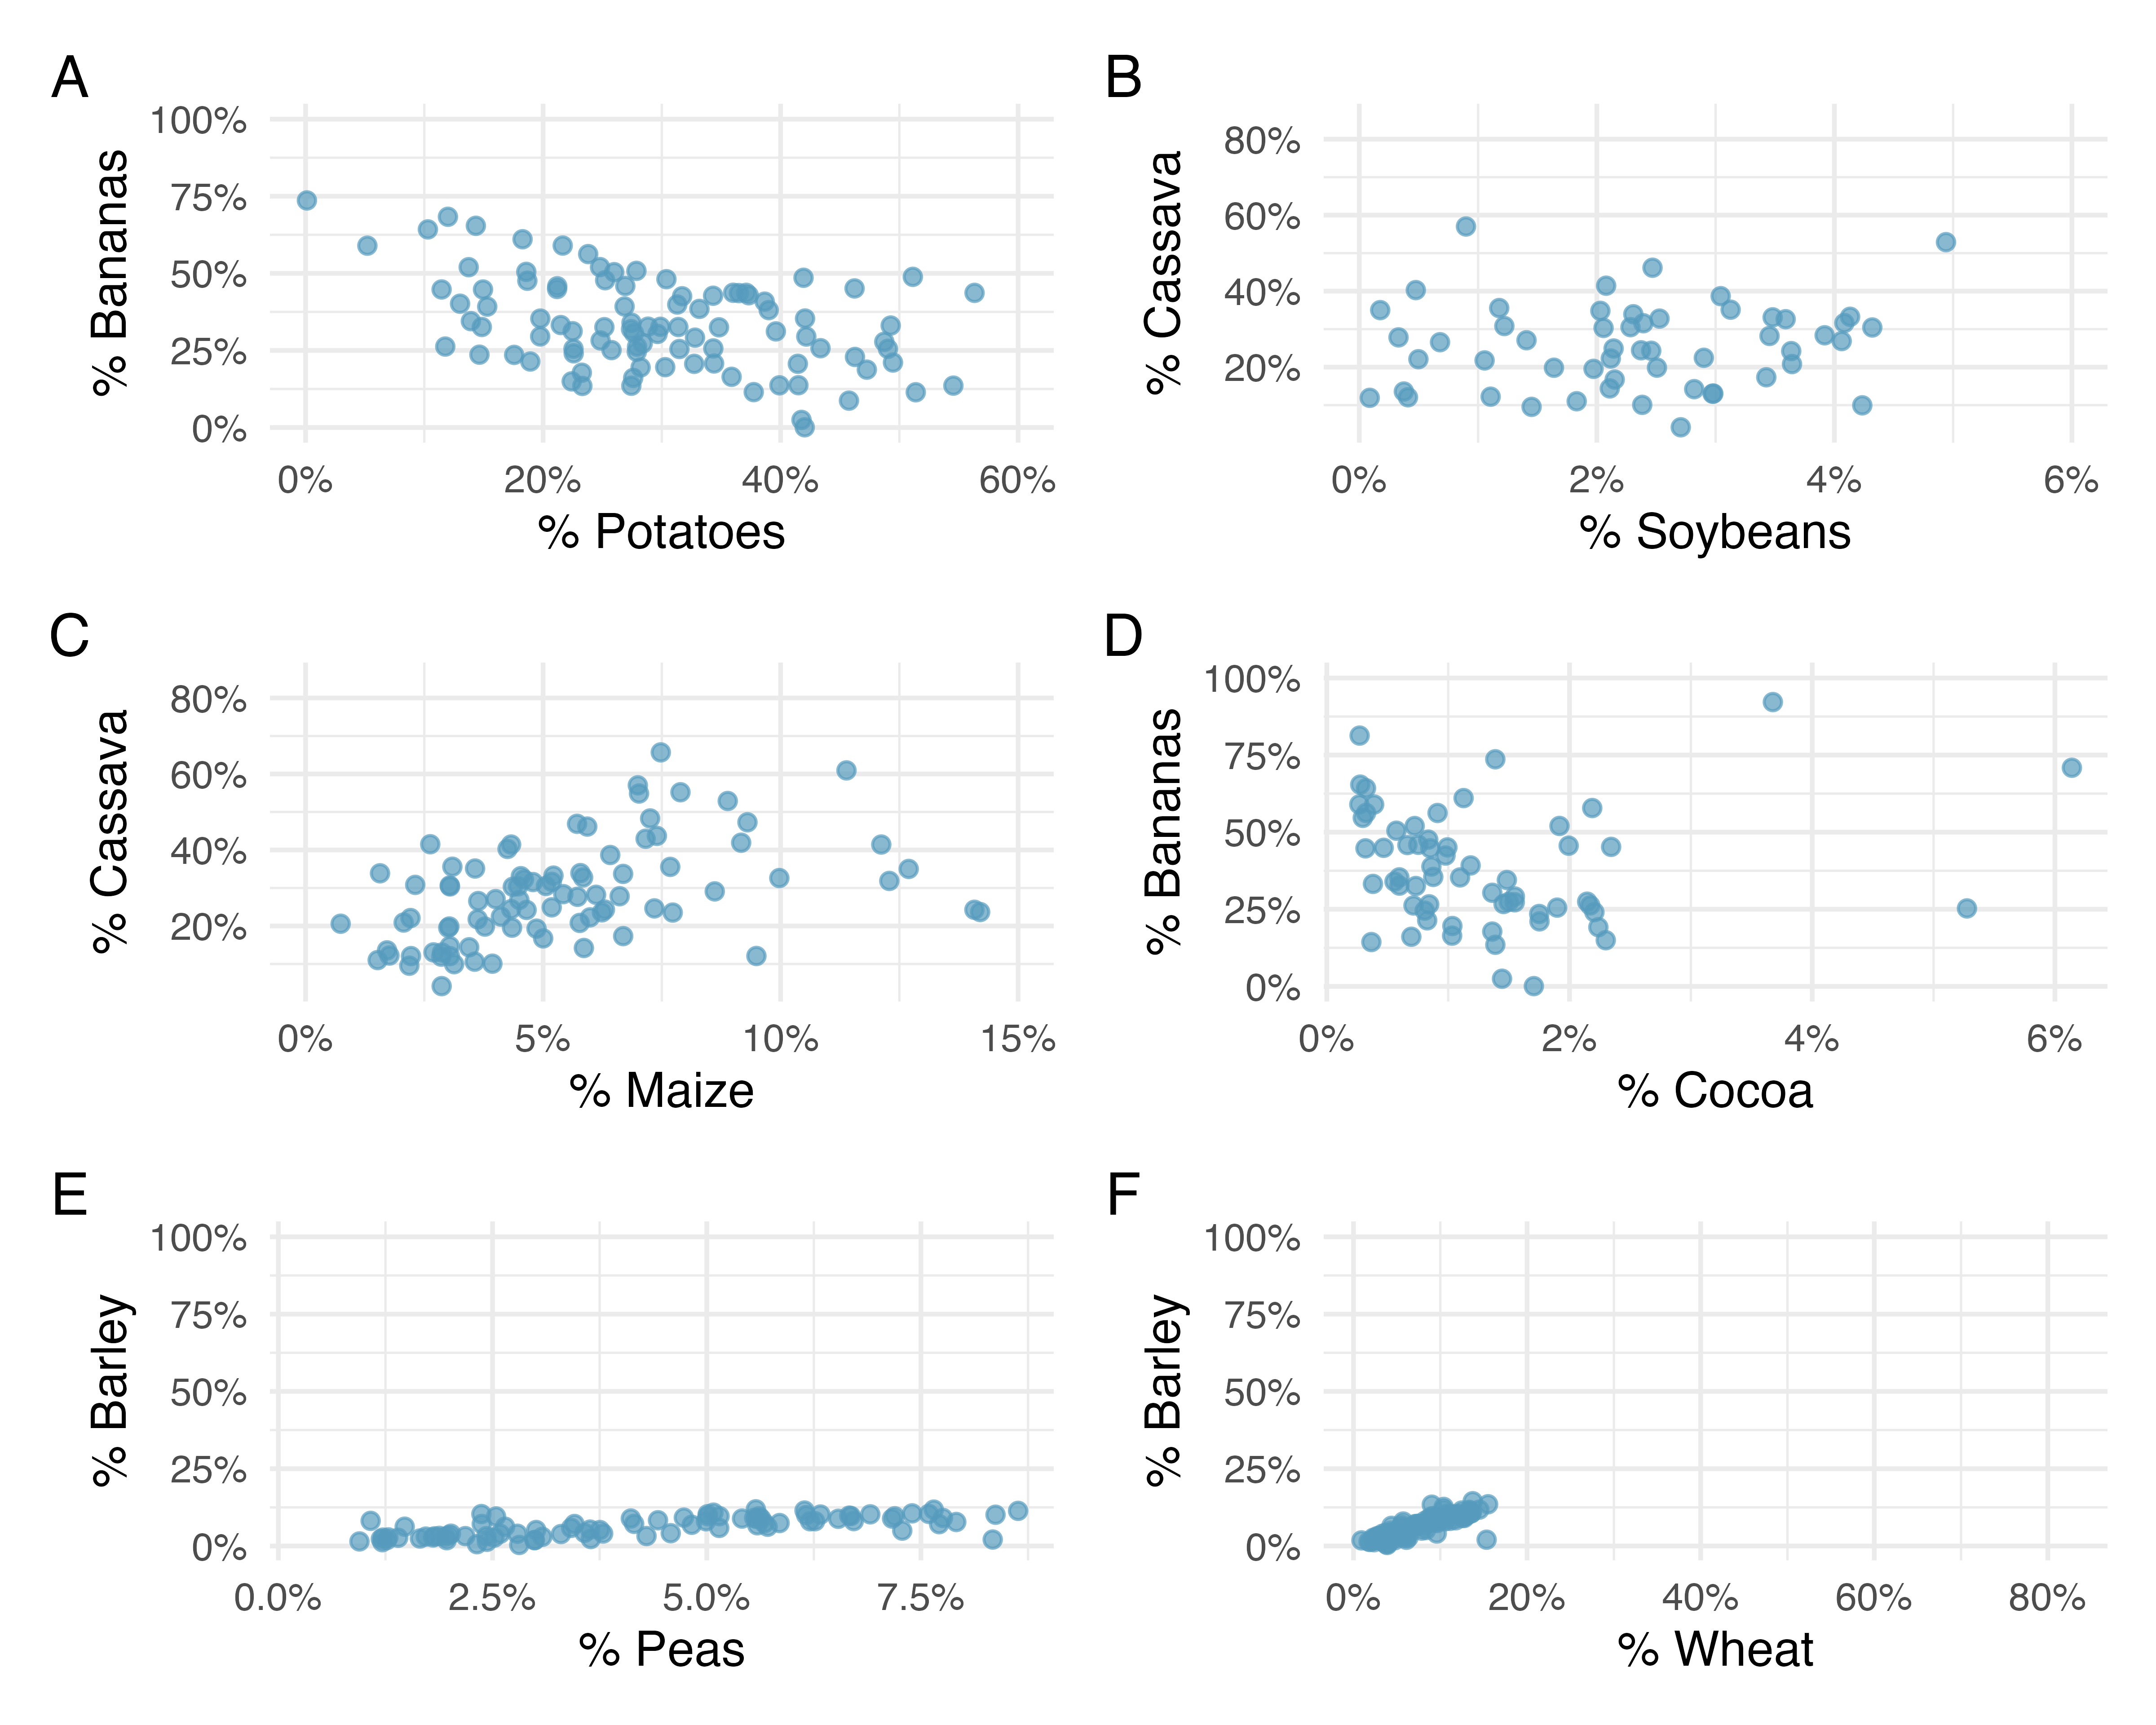 A
% Bananas
100%
75%
50%
25%
0%
0% 20% 40% 60%
% Potatoes
B
% Cassava
80%
60%
40%
20%
0% 2% 4% 6%
% Soybeans
C
% Cassava
80%
60%
40%
20%
0% 5% 10% 15%
% Maize
D
% Bananas
100%
75%
50%
25%
0%
0% 2% 4% 6%
% Cocoa
E
% Barley
100%
75%
50%
25%
0%
0.0% 2.5% 5.0% 7.5%
% Peas
F
% Barley
100%
75%
50%
25%
0%
0% 20% 40% 60% 80%
% Wheat